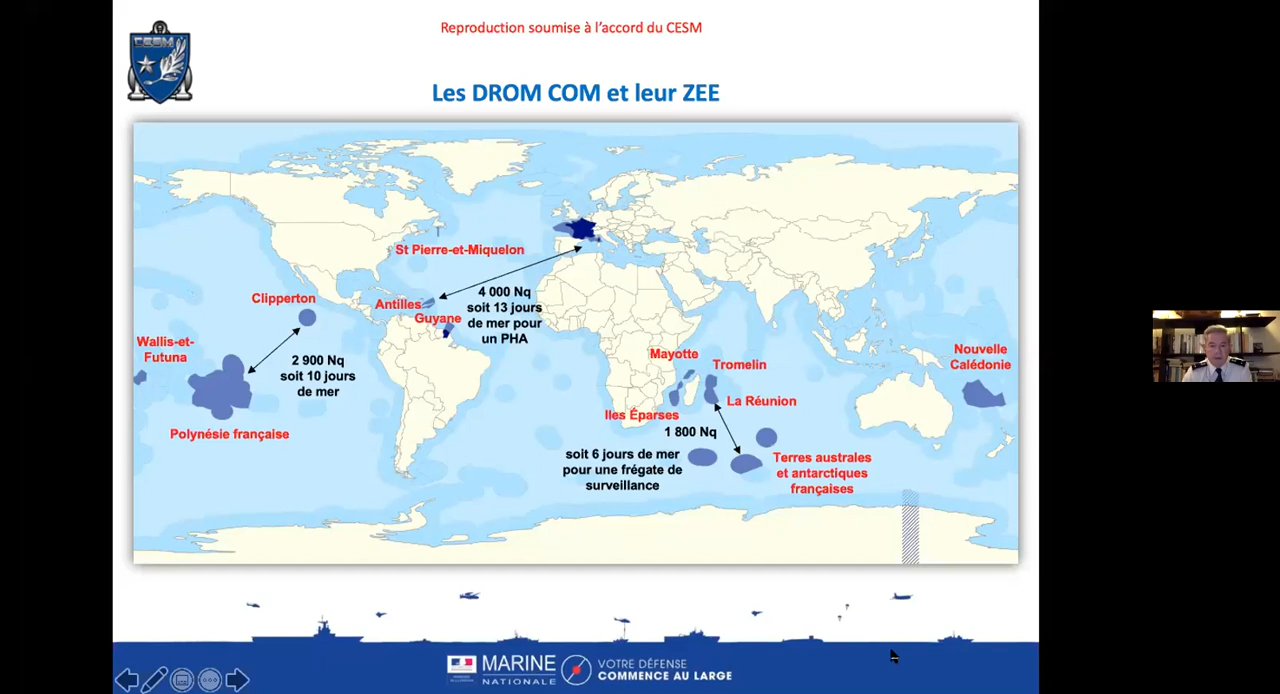 Reproduction soumise à l'accord du CESM
CESM
Les DROM COM et leur ZEE
St Pierre-et-Miquelon
Clipperton
Antilles
Guyane
4 000 Nq
soit 13 jours
de mer pour
un PHA
Wallis-et-
Futuna
2 900 Nq
soit 10 jours
de mer
Polynésie française
Mayotte
Tromelin
La Réunion
Iles Éparses
1 800 Nq
soit 6 jours de mer
pour une frégate de
surveillance
Terres australes
et antarctiques
françaises
Nouvelle
Calédonie
MARINE
NATIONALE
VOTRE DÉFENSE
COMMENCE AU LARGE